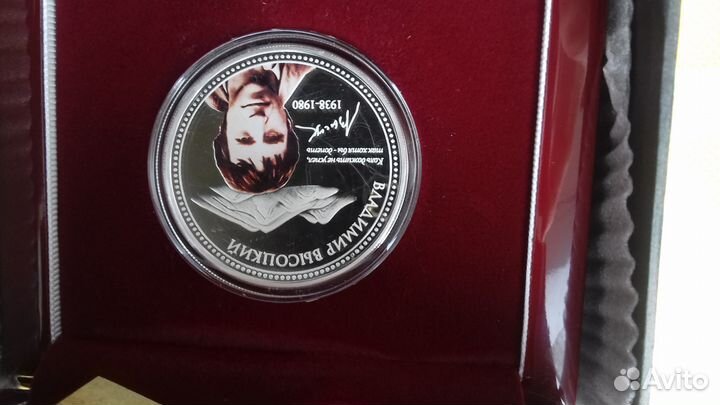 ВЛАДИМИР ВЫСОЦКИЙ
Коль дожить не успел,
так хотя бы - допеть
1938-1980
Avito